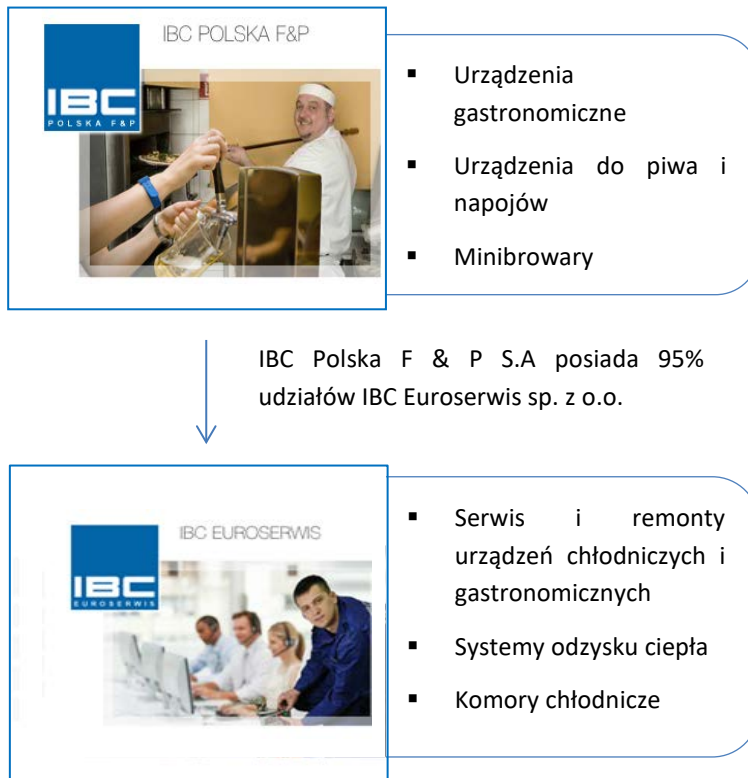 IBC POLSKA F&P
IBC
POLSKA F&P
▪ Urządzenia
gastronomiczne
▪ Urządzenia do piwa i
napojów
▪ Minibrowary
IBC Polska F & P S.A posiada 95%
udziałów IBC Euroserwis sp. z o.o.
IBC EUROSERWIS
IBC
EUROSERWIS
▪ Serwis i remonty
urządzeń chłodniczych i
gastronomicznych
▪ Systemy odzysku ciepła
▪ Komory chłodnicze